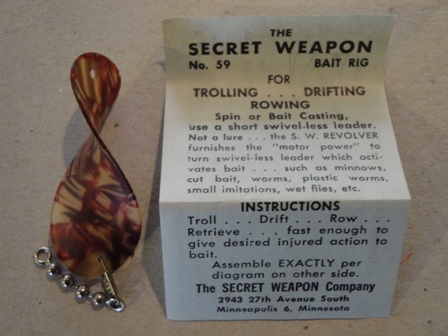 THE
SECRET WEAPON
No. 59 BAIT RIG
FOR
TROLLING . . . DRIFTING
ROWING
Spin or Bait Casting,
use a short swivel-less leader.
Not a lure . . . the S. W. REVOLVER
furnishes the "motor power" to
turn swivel-less leader which acti-
vates bait . . . such as minnows,
cut bait, worms, plastic worms,
small imitations, wet flies, etc.
INSTRUCTIONS
Troll . . . Drift . . . Row . . .
Retrieve . . . fast enough to
give desired injured action to
bait.
Assemble EXACTLY per
diagram on other side.
The SECRET WEAPON Company
2943 27th Avenue South
Minneapolis 6, Minnesota